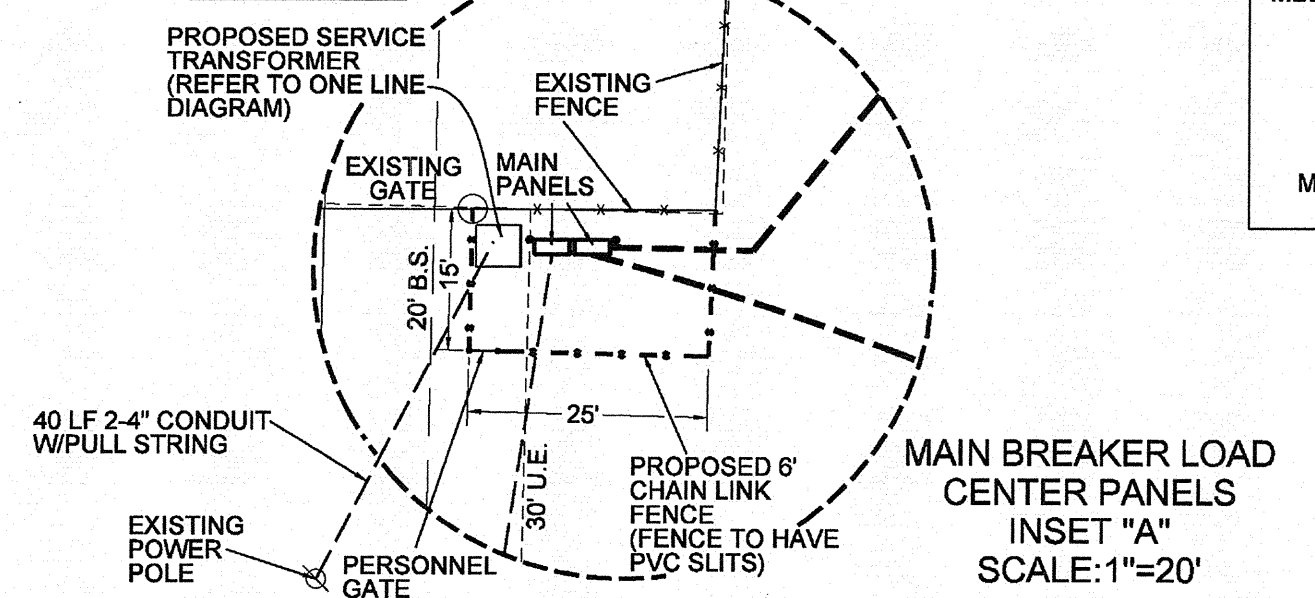 PROPOSED SERVICE
TRANSFORMER
(REFER TO ONE LINE
DIAGRAM)
EXISTING
FENCE
EXISTING
GATE
MAIN
PANELS
20' B.S.
15'
25'
30' U.E.
40 LF 2-4" CONDUIT
W/PULL STRING
EXISTING
POWER
POLE
PERSONNEL
GATE
PROPOSED 6'
CHAIN LINK
FENCE
(FENCE TO HAVE
PVC SLITS)
MAIN BREAKER LOAD
CENTER PANELS
INSET "A"
SCALE:1"=20'
M